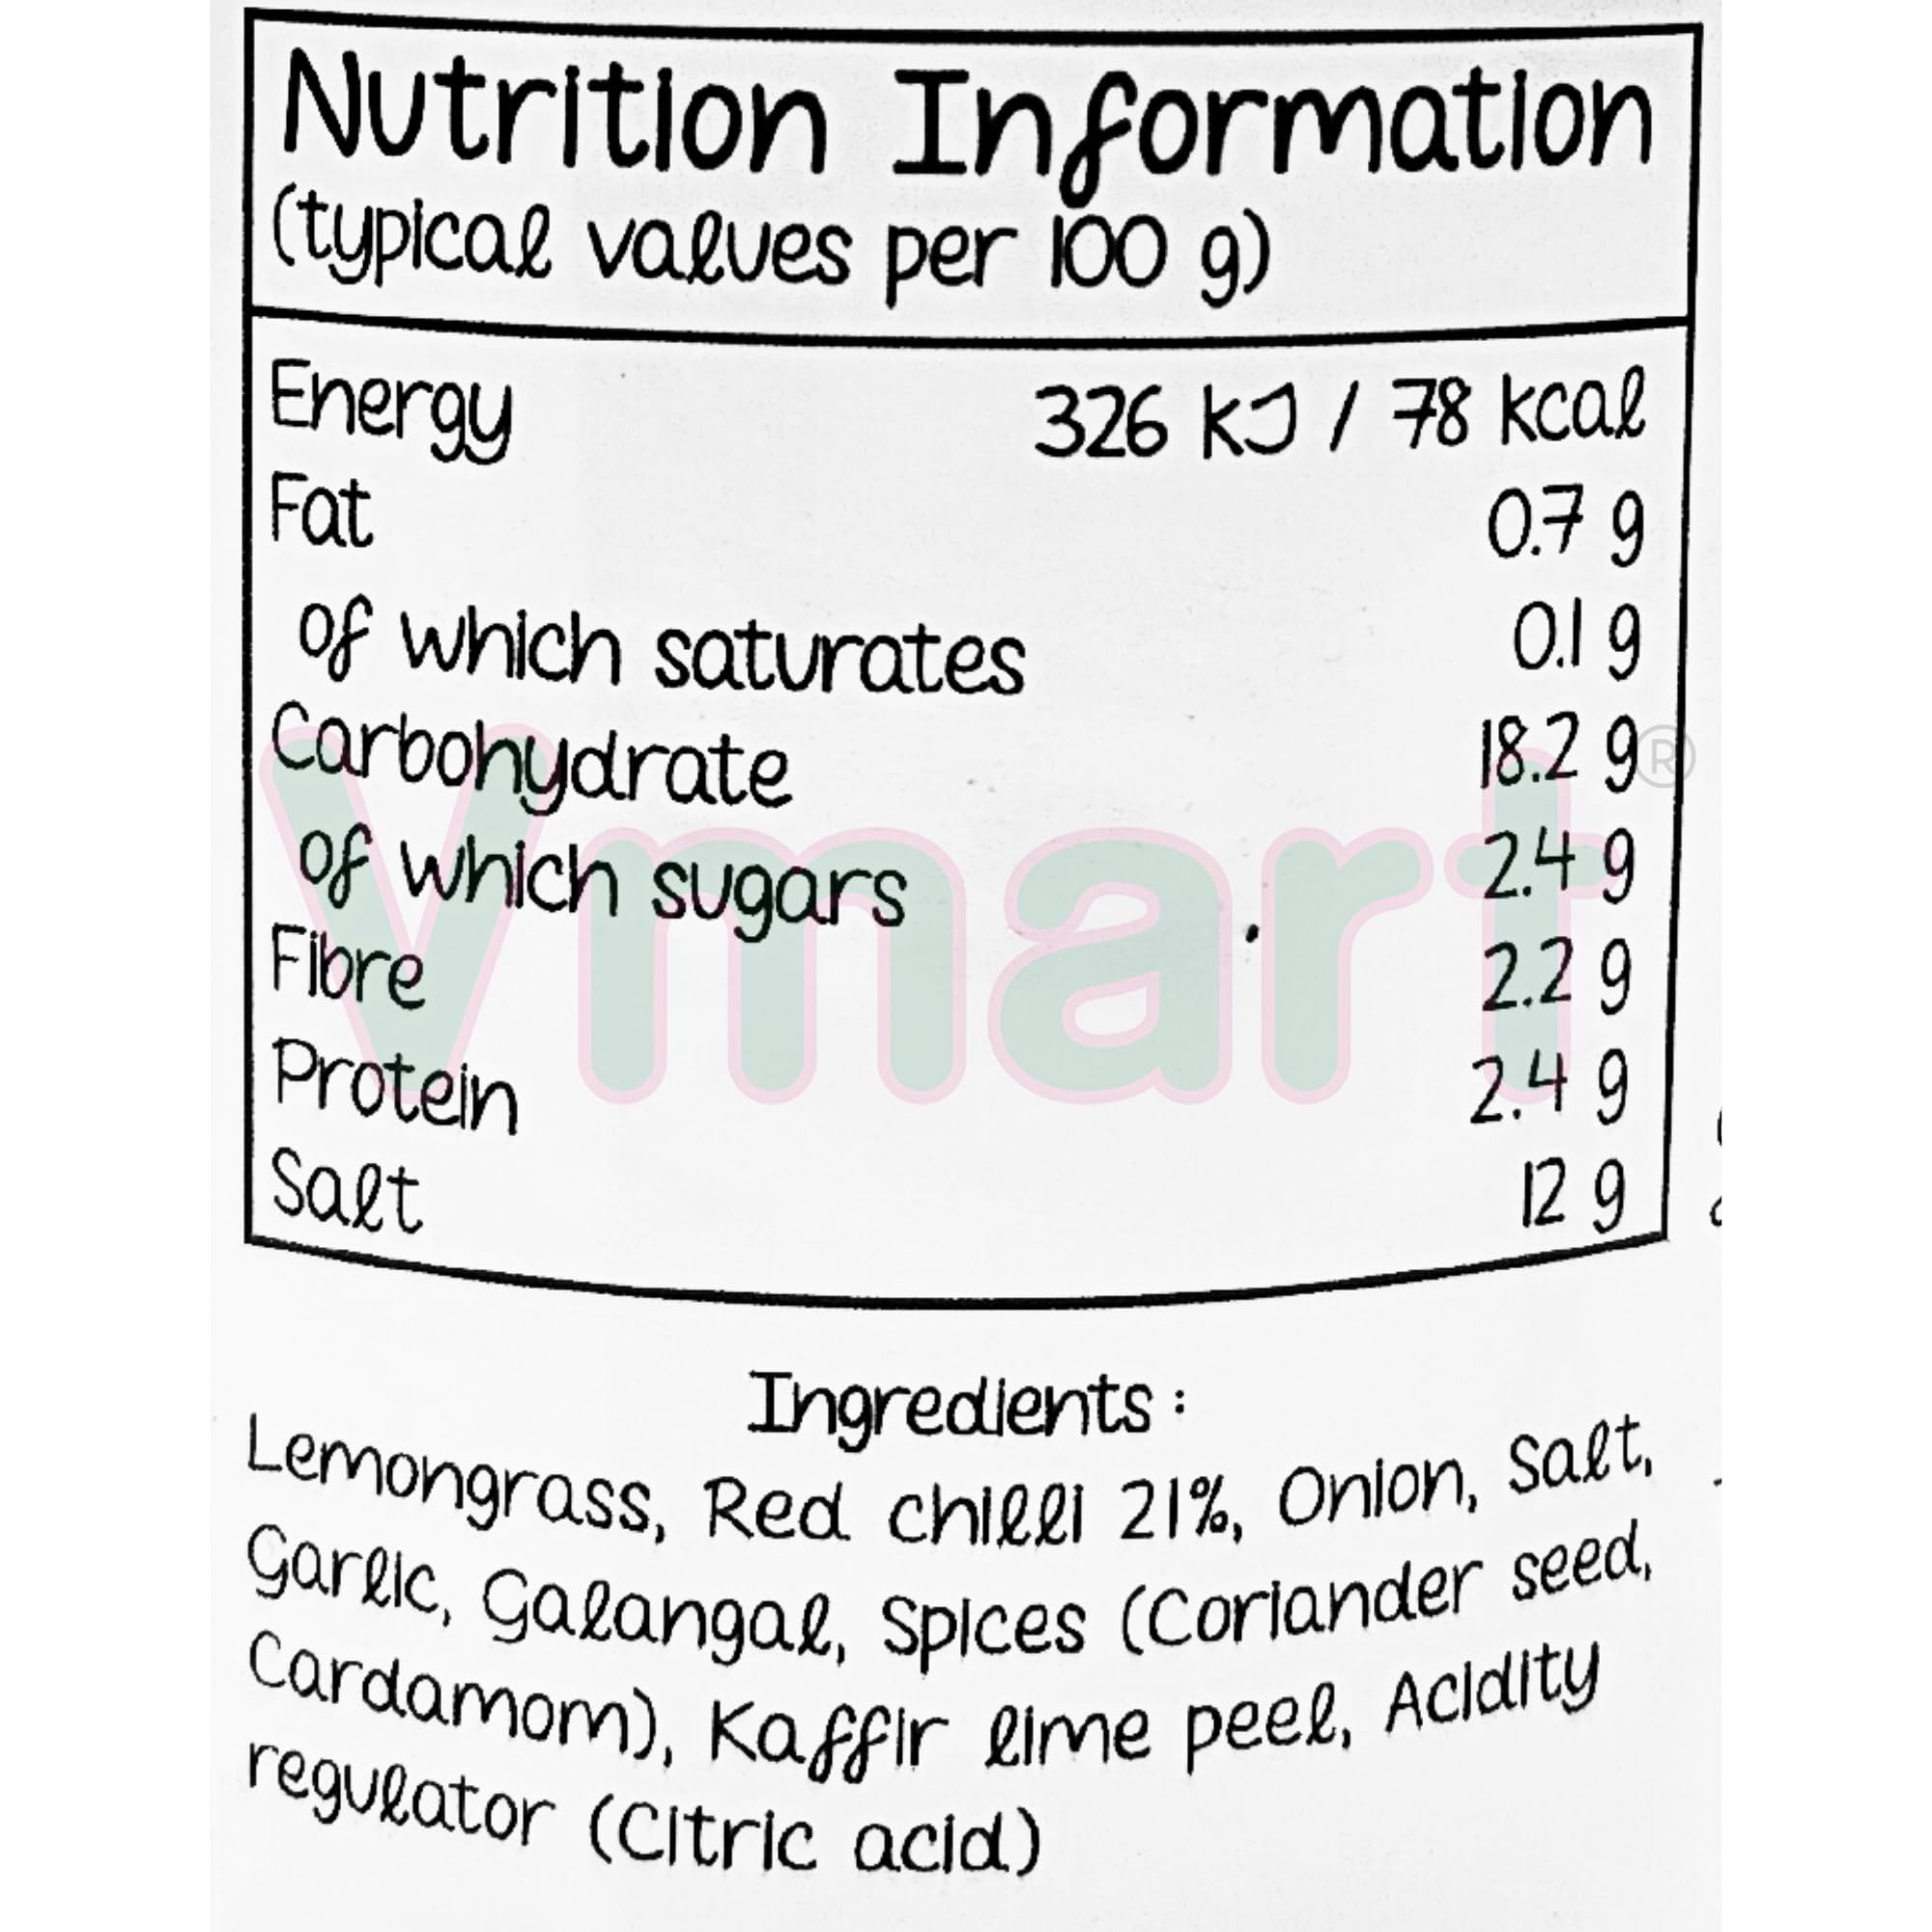 Nutrition Information
(typical values per 100 g)
Energy 326 kJ / 78 kcal
Fat 0.7 g
of which saturates 0.1 g
Carbohydrate 18.2 g
of which sugars 2.4 g
Fibre 2.2 g
Protein 2.4 g
Salt 12 g
Vmart®
Ingredients :
Lemongrass, Red chilli 21%, Onion, Salt,
Garlic, Galangal, Spices (Coriander seed,
Cardamom), Kaffir lime peel, Acidity
regulator (Citric acid)